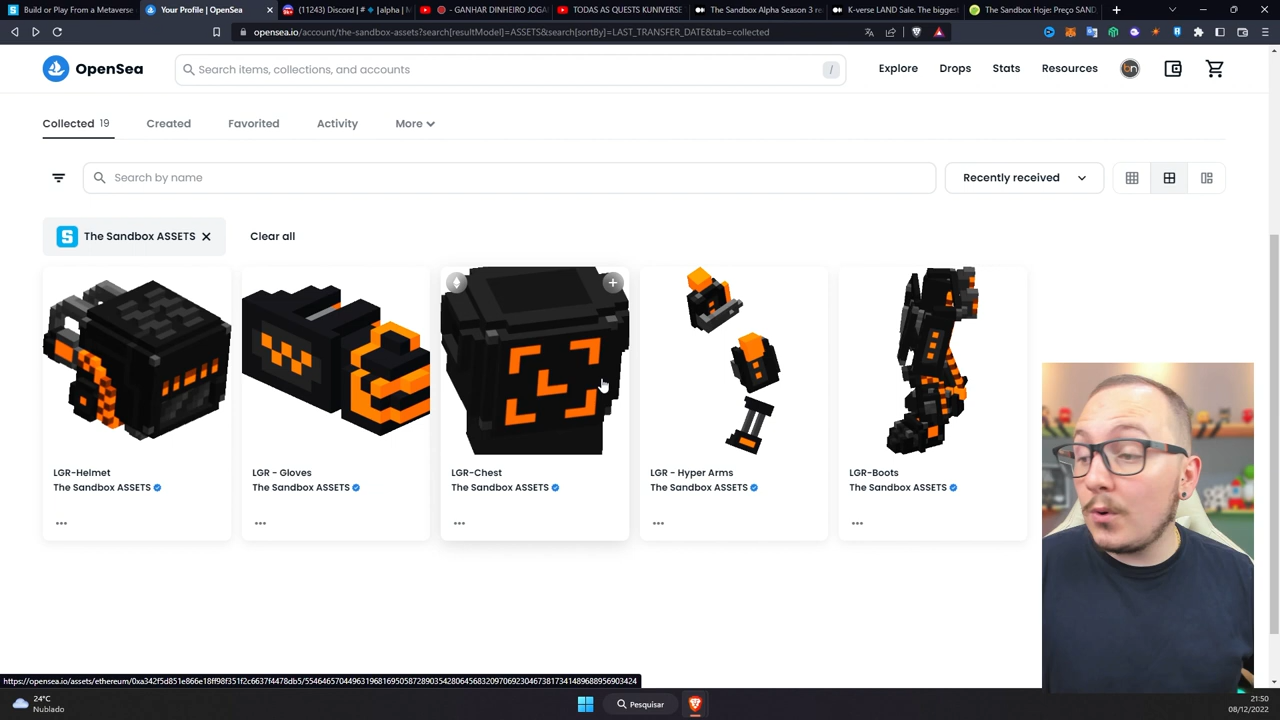 Build or Play From a Metaverse
Your Profile | OpenSea
(11243) Discord | # 🔹 |alpha | M
- GANHAR DINHEIRO JOGA
TODAS AS QUESTS KUNIVERSE
The Sandbox Alpha Season 3 re
K-verse LAND Sale. The biggest
The Sandbox Hoje: Preço SAND
opensea.io/account/the-sandbox-assets?search[resultModel]=ASSETS&search[sortBy]=LAST_TRANSFER_DATE&tab=collected
OpenSea
Search items, collections, and accounts
/
Explore
Drops
Stats
Resources
Collected 19
Created
Favorited
Activity
More
Search by name
Recently received
The Sandbox ASSETS
Clear all
LGR-Helmet
The Sandbox ASSETS
LGR - Gloves
The Sandbox ASSETS
LGR-Chest
The Sandbox ASSETS
LGR - Hyper Arms
The Sandbox ASSETS
LGR-Boots
The Sandbox ASSETS
24°C
Nublado
Pesquisar
21:50
08/12/2022